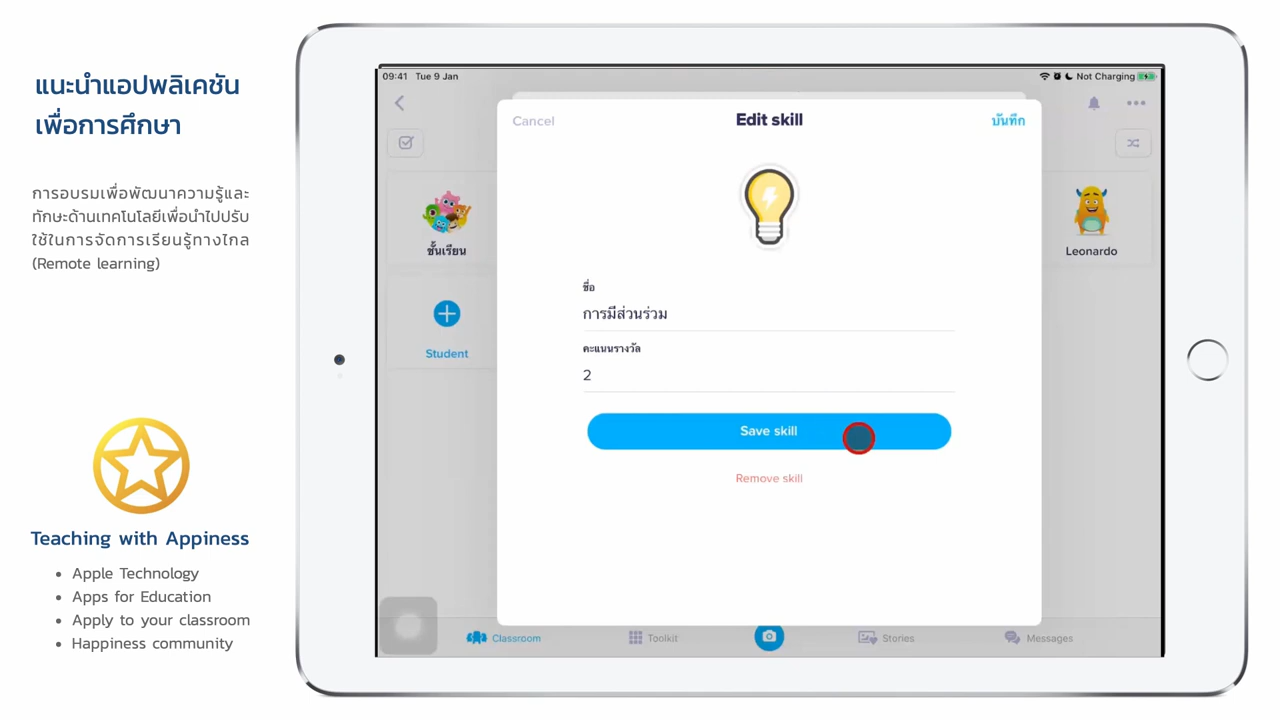 แนะนำแอปพลิเคชัน
เพื่อการศึกษา
การอบรมเพื่อพัฒนาความรู้และ
ทักษะด้านเทคโนโลยีเพื่อนำไปปรับ
ใช้ในการจัดการเรียนรู้ทางไกล
(Remote learning)
Teaching with Appiness
• Apple Technology
• Apps for Education
• Apply to your classroom
• Happiness community
09:41 Tue 9 Jan
Not Charging
Cancel
Edit skill
บันทึก
ชั้นเรียน
Leonardo
ชื่อ
การมีส่วนร่วม
Student
คะแนนรางวัล
2
Save skill
Remove skill
Classroom
Toolkit
Stories
Messages